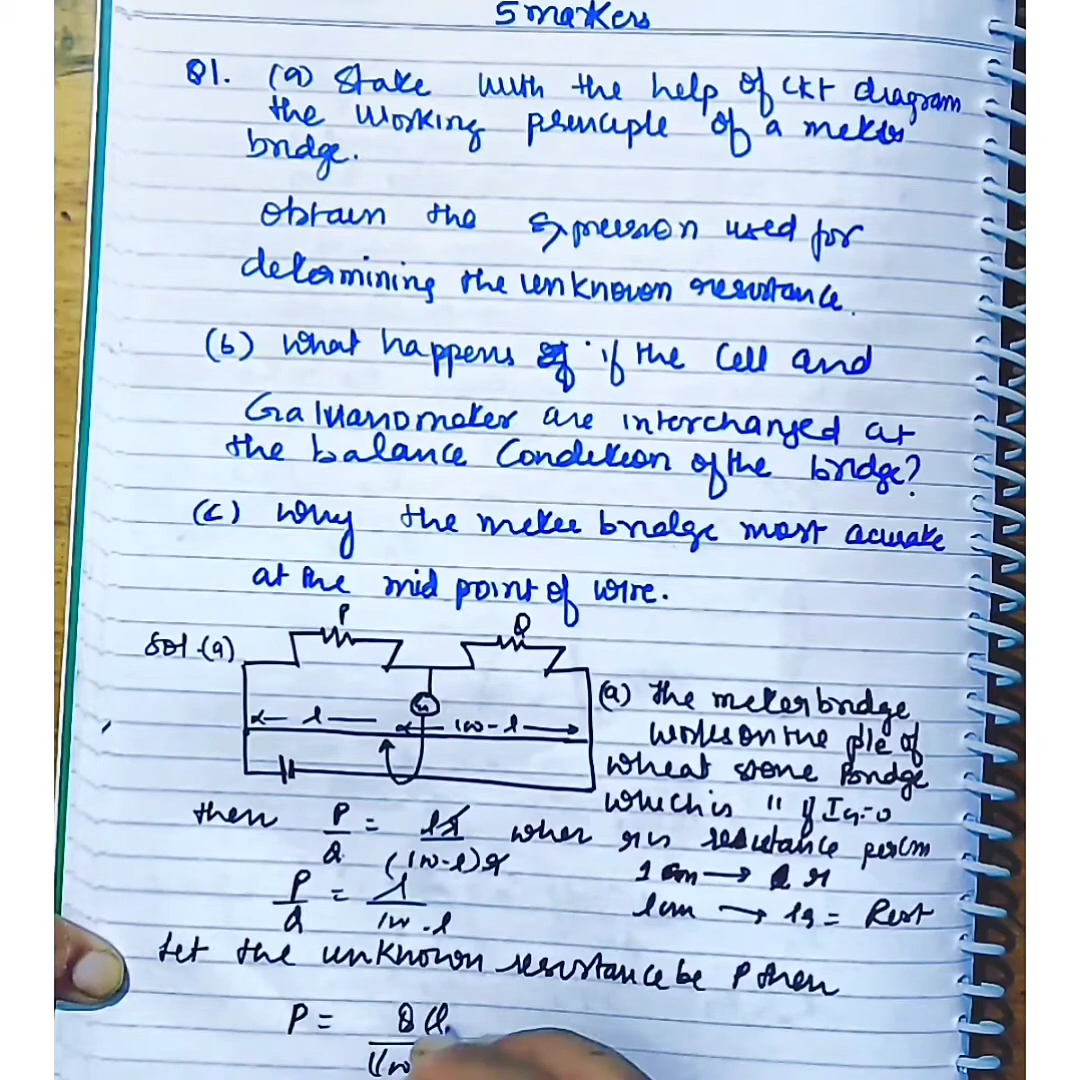 5 markers
Q1. (a) State with the help of ckt diagram
the working principle of a meter
bridge.
Obtain the Expression used for
determining the unknown resistance.
(b) What happens if the Cell and
Galvanometer are interchanged at
the balance Condition of the bridge?
(c) why the meter bridge most accurate
at the mid point of wire.
Sol.(a)
P Q
G
l 100-l
(a) The meter bridge
works on the ple of
wheat stone Bridge
which is " if IG=0
then P/Q = lr/(100-l)r where r is resistance per cm
1 cm → r
l cm → lr = Rest
P/Q = l/100-l
Let the unknown resistance be P then
P = Ql